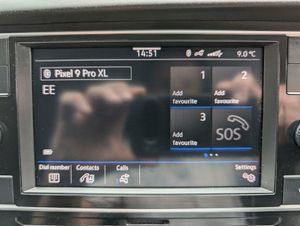 14:51
9.0°C
Pixel 9 Pro XL
1
2
EE
Add
favourite
Add
favourite
3
SOS
Add
favourite
Dial number
Contacts
Calls
Settings